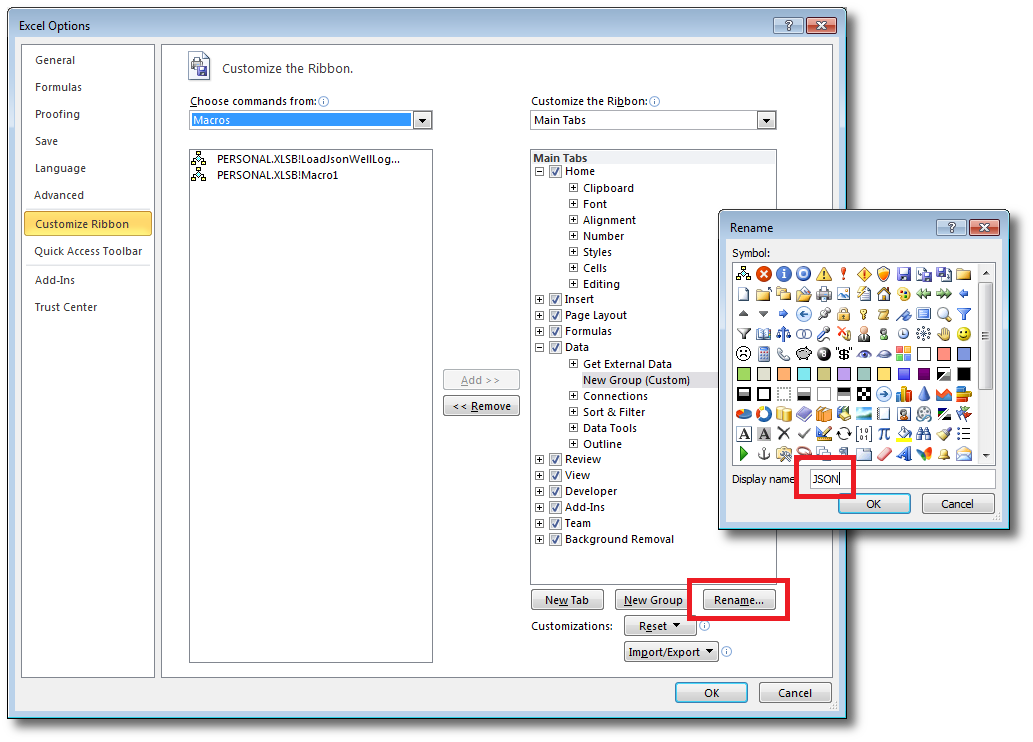 Excel Options
General
Formulas
Proofing
Save
Language
Advanced
Customize Ribbon
Quick Access Toolbar
Add-Ins
Trust Center
Customize the Ribbon.
Choose commands from:
Macros
PERSONAL.XLSB!LoadJsonWellLog...
PERSONAL.XLSB!Macro1
Add >>
<< Remove
Customize the Ribbon:
Main Tabs
Main Tabs
Home
Clipboard
Font
Alignment
Number
Styles
Cells
Editing
Insert
Page Layout
Formulas
Data
Get External Data
New Group (Custom)
Connections
Sort & Filter
Data Tools
Outline
Review
View
Developer
Add-Ins
Team
Background Removal
New Tab
New Group
Rename...
Customizations:
Reset
Import/Export
OK
Cancel
Rename
Symbol:
Display name:
JSON
OK
Cancel